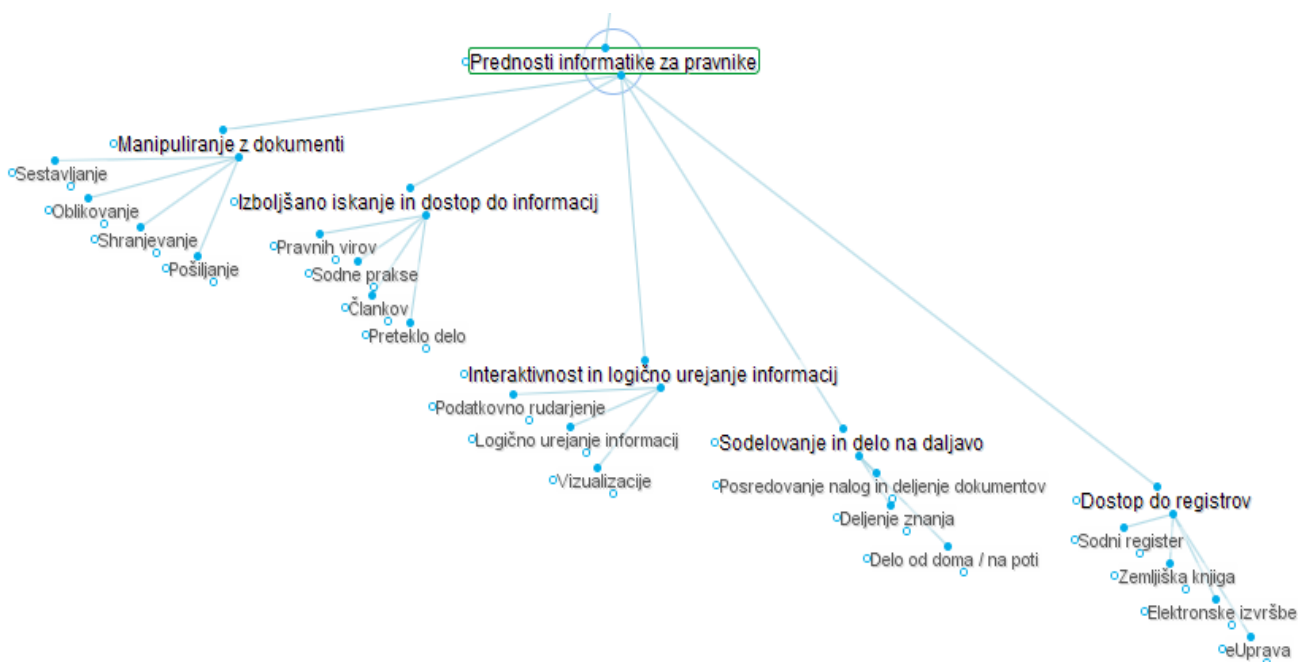 Prednosti informatike za pravnike
Manipuliranje z dokumenti
Sestavljanje
Oblikovanje
Shranjevanje
Pošiljanje
Izboljšano iskanje in dostop do informacij
Pravnih virov
Sodne prakse
Člankov
Preteklo delo
Interaktivnost in logično urejanje informacij
Podatkovno rudarjenje
Logično urejanje informacij
Vizualizacije
Sodelovanje in delo na daljavo
Posredovanje nalog in deljenje dokumentov
Deljenje znanja
Delo od doma / na poti
Dostop do registrov
Sodni register
Zemljiška knjiga
Elektronske izvršbe
eUprava